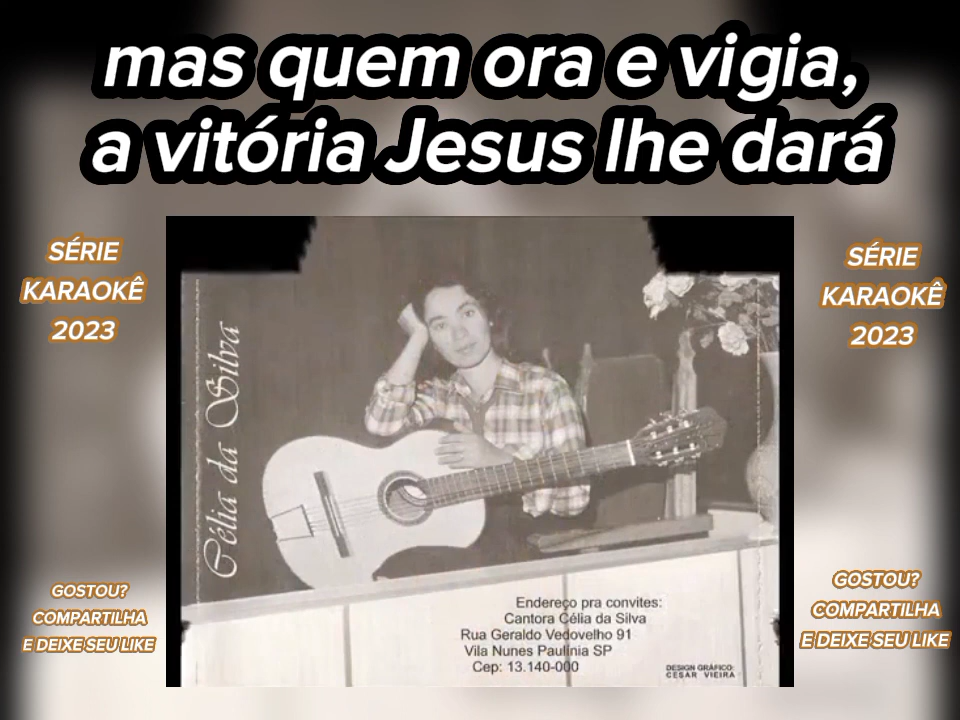 mas quem ora e vigia,
a vitória Jesus lhe dará
SÉRIE
KARAOKÊ
2023
SÉRIE
KARAOKÊ
2023
Célia da Silva
GOSTOU?
COMPARTILHA
E DEIXE SEU LIKE
GOSTOU?
COMPARTILHA
E DEIXE SEU LIKE
Endereço pra convites:
Cantora Célia da Silva
Rua Geraldo Vedovelho 91
Vila Nunes Paulínia SP
Cep: 13.140-000
DESIGN GRÁFICO:
CESAR VIEIRA